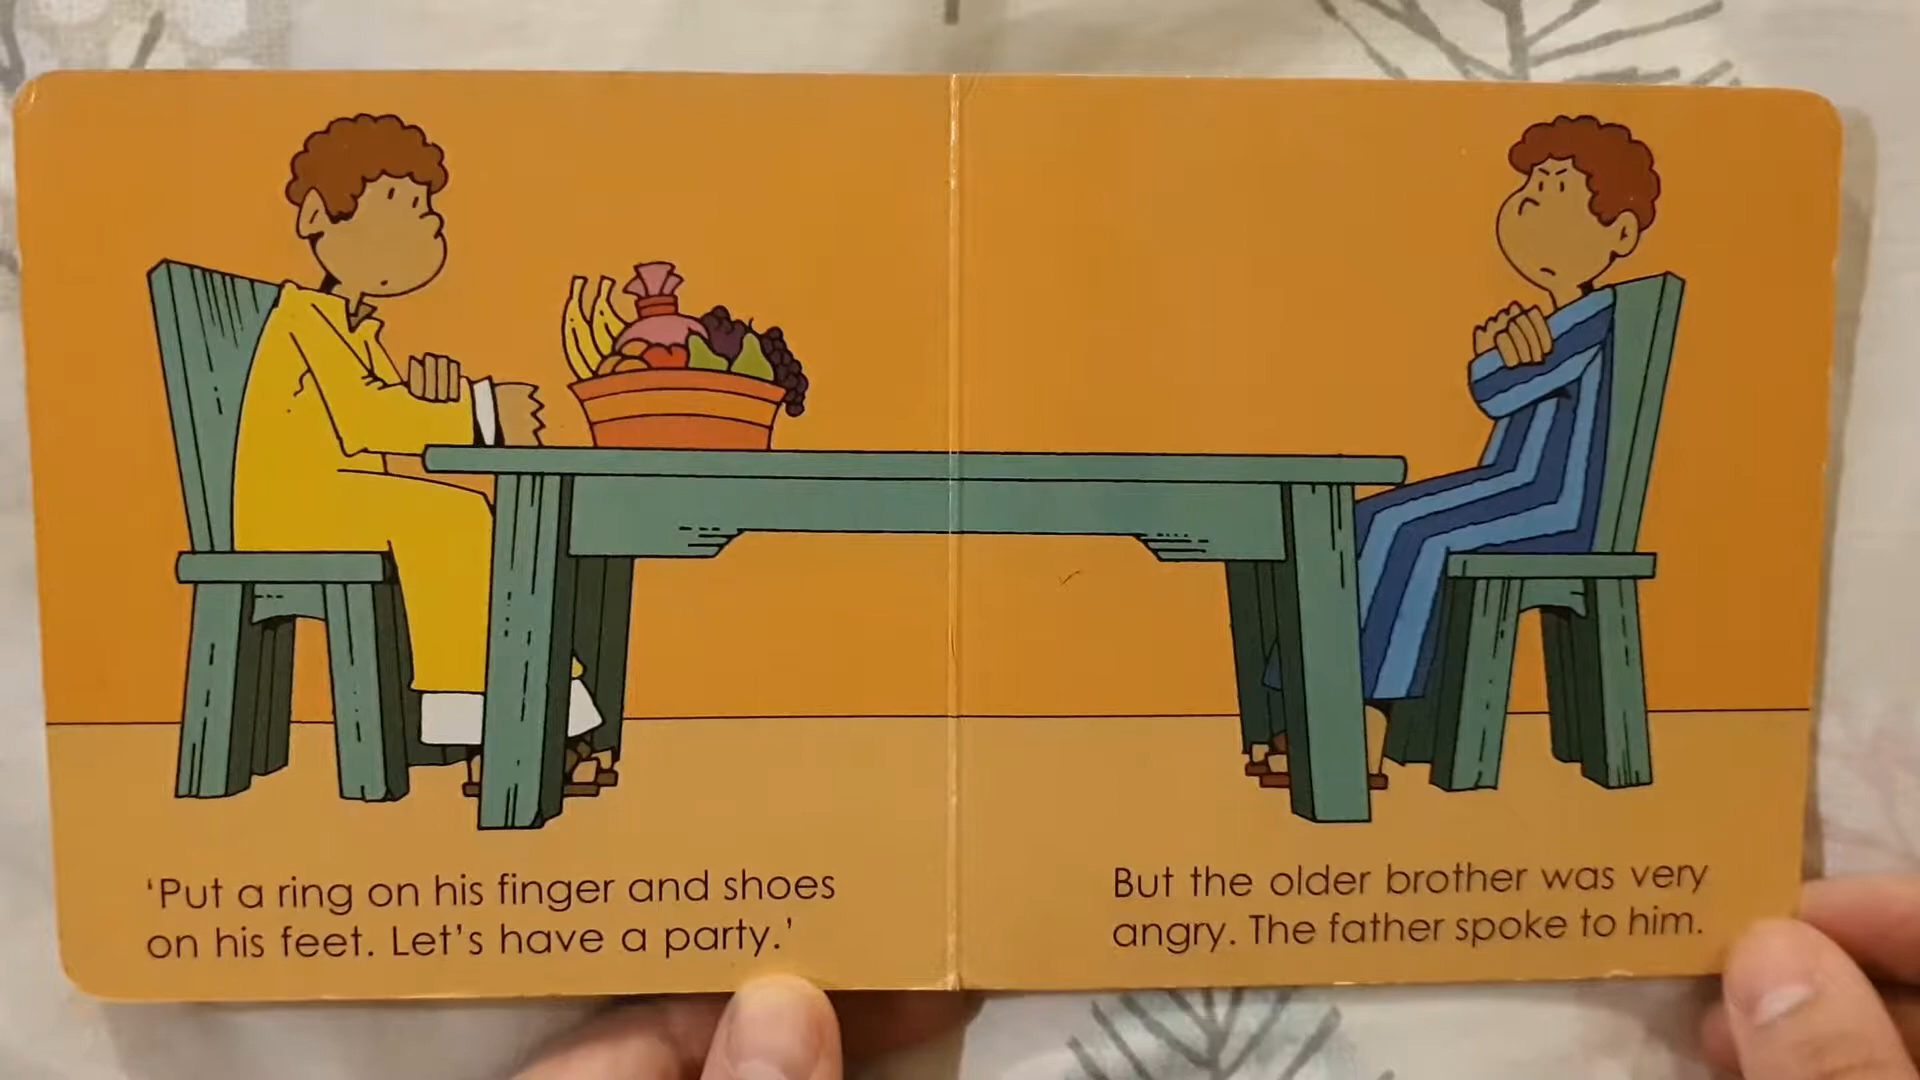 ‘Put a ring on his finger and shoes
on his feet. Let’s have a party.’
But the older brother was very
angry. The father spoke to him.